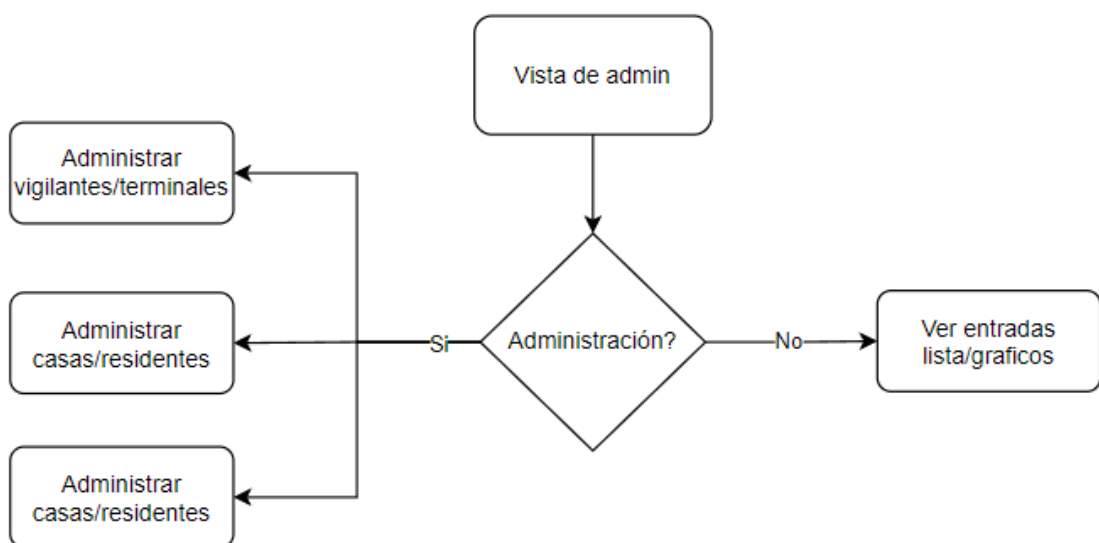 Vista de admin
Administrar
vigilantes/terminales
Administrar
casas/residentes
Si
Administración?
No
Ver entradas
lista/graficos
Administrar
casas/residentes